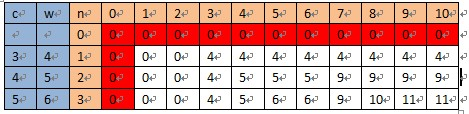 c w n 0 1 2 3 4 5 6 7 8 9 10
0 0 0 0 0 0 0 0 0 0 0 0
3 4 1 0 0 0 4 4 4 4 4 4 4 4
4 5 2 0 0 0 4 5 5 5 9 9 9 9
5 6 3 0 0 0 4 5 6 6 9 10 11 11